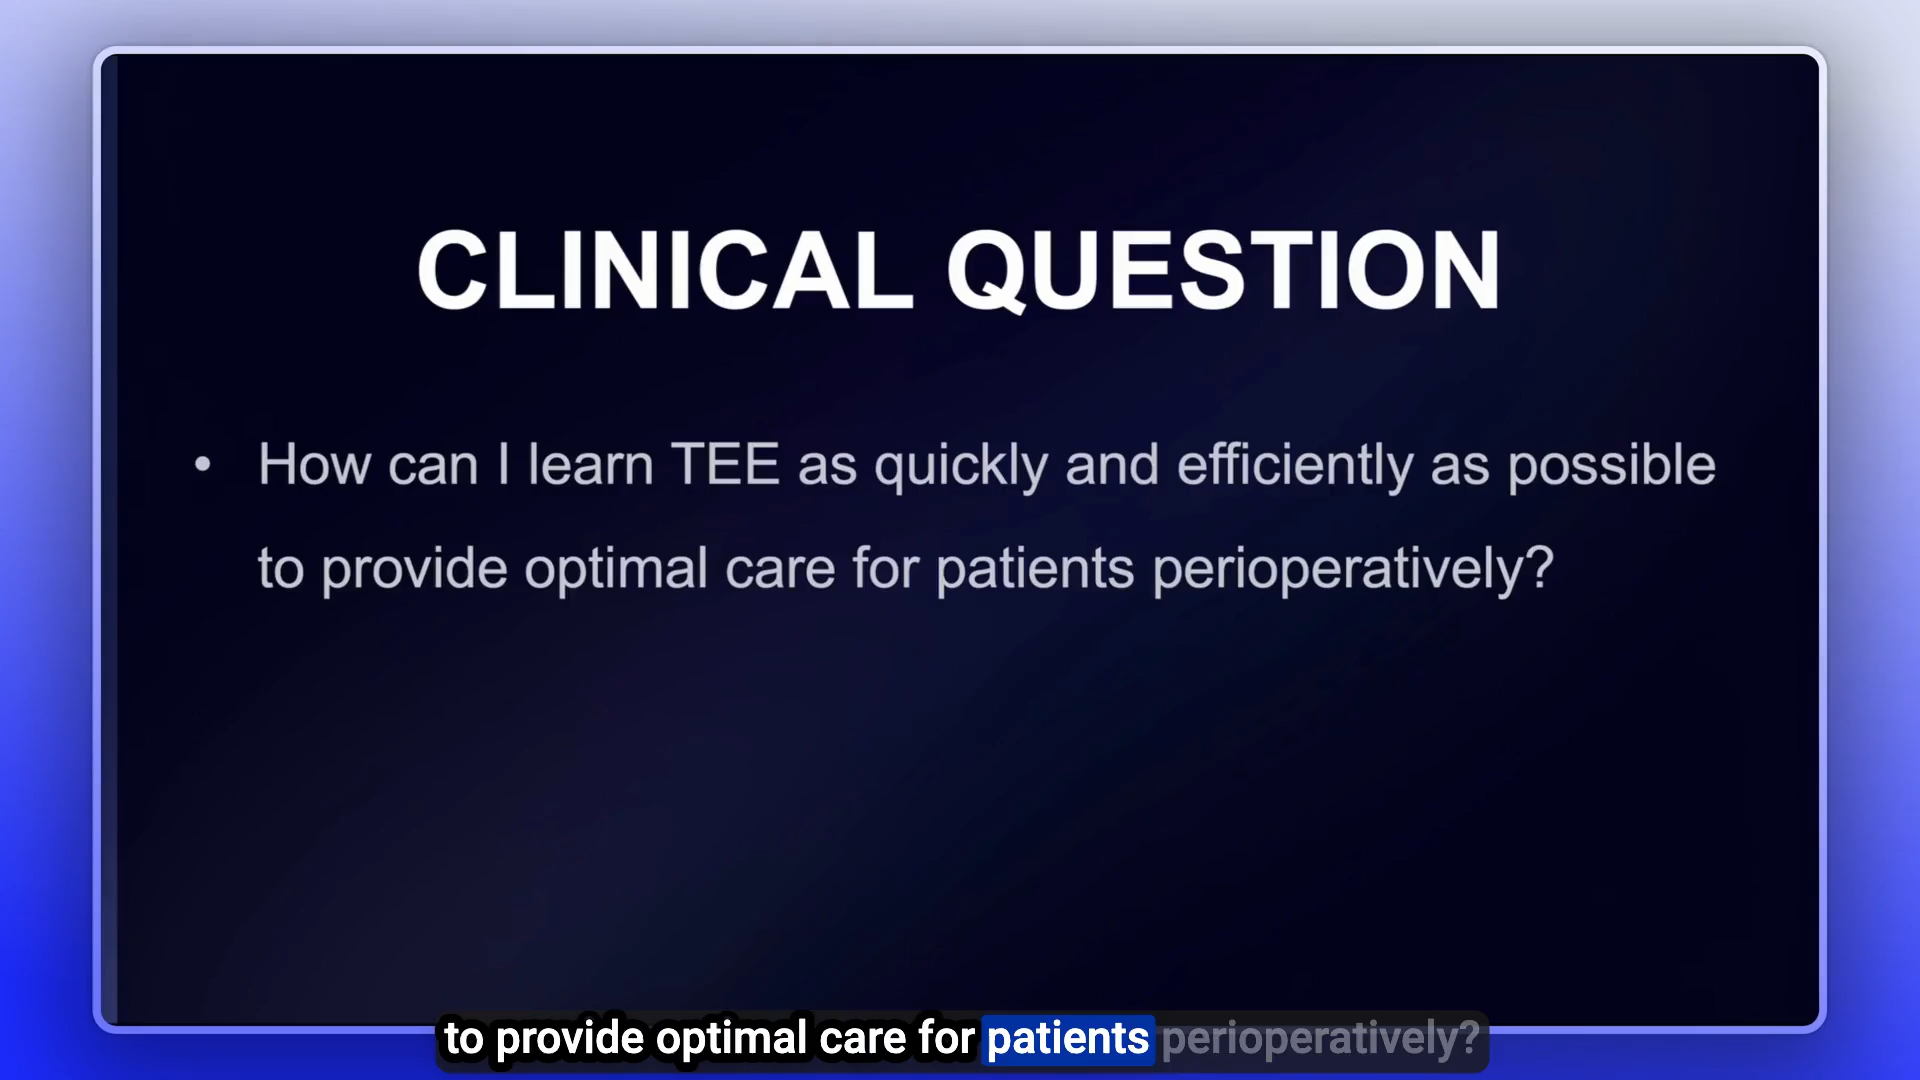 CLINICAL QUESTION
• How can I learn TEE as quickly and efficiently as possible
to provide optimal care for patients perioperatively?
to provide optimal care for patients perioperatively?